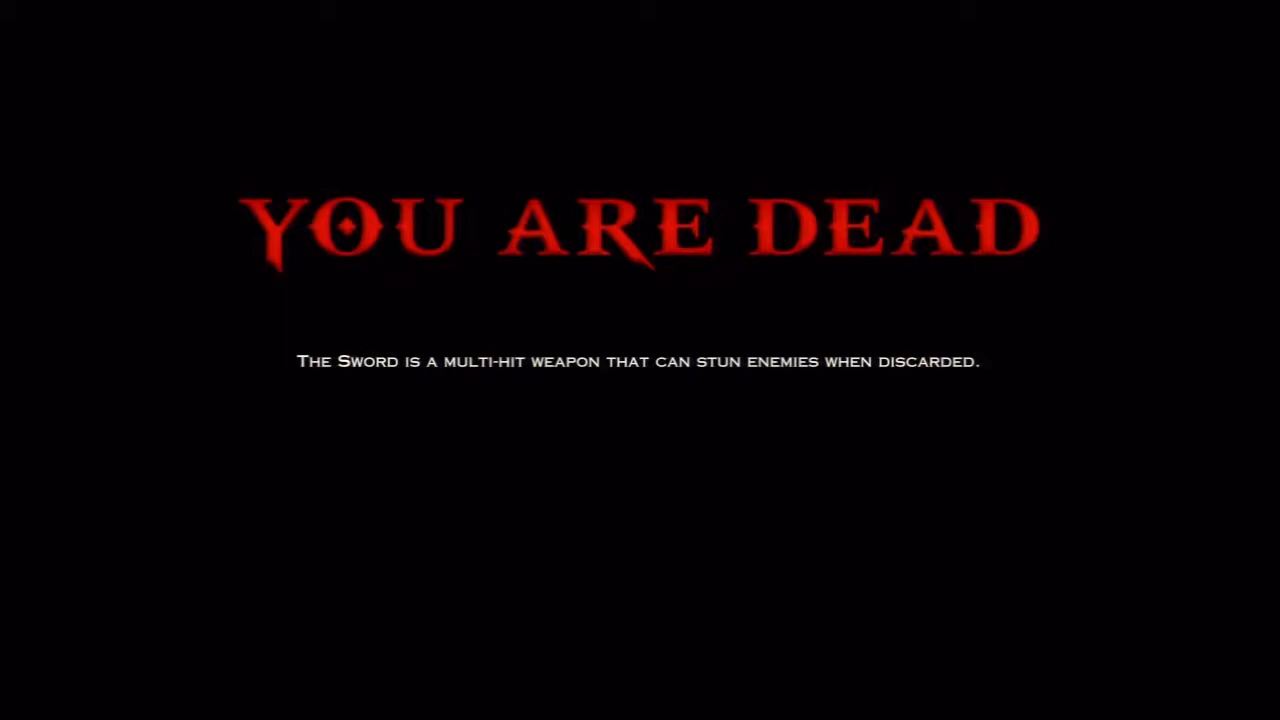 YOU ARE DEAD
The Sword is a multi-hit weapon that can stun enemies when discarded.